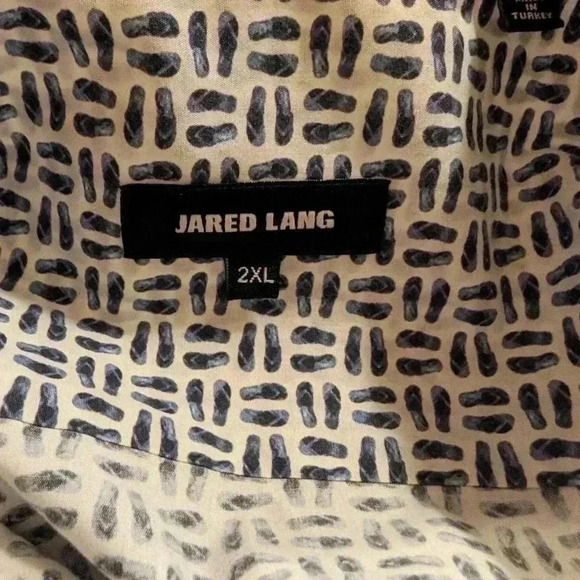 IN
TURKEY
JARED LANG
2XL